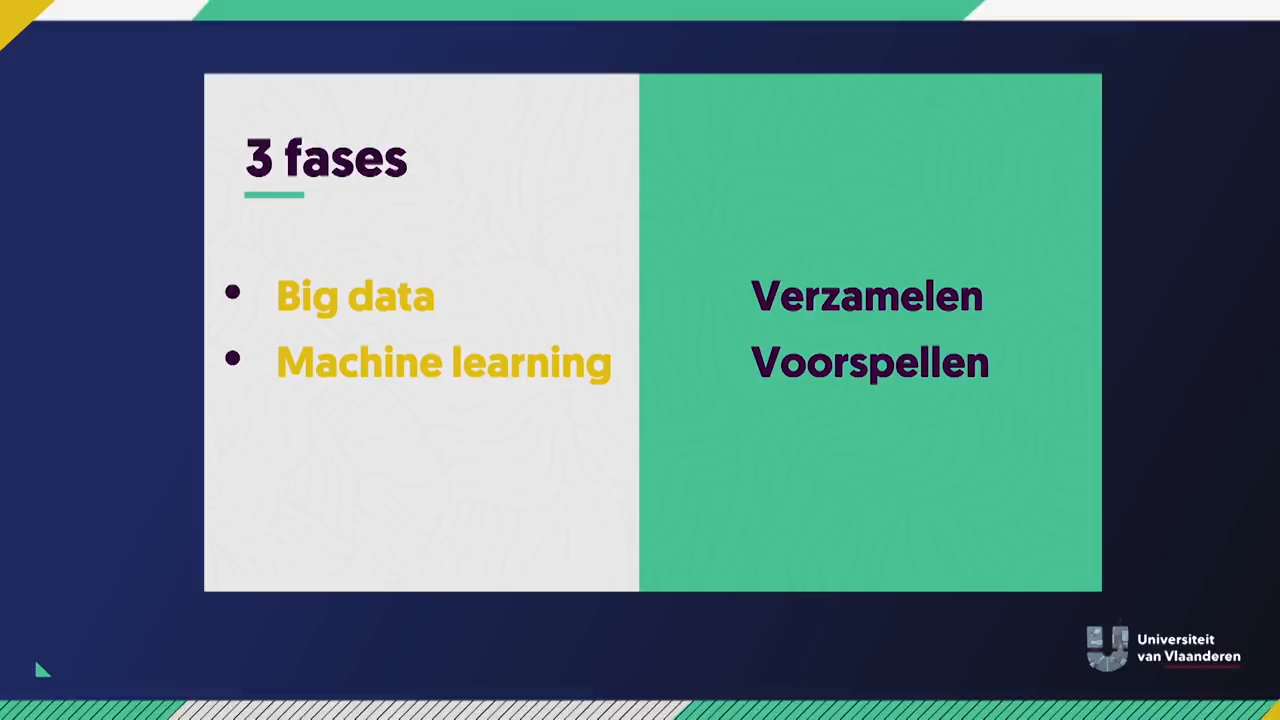 3 fases
Big data
Verzamelen
Machine learning
Voorspellen
Universiteit
van Vlaanderen